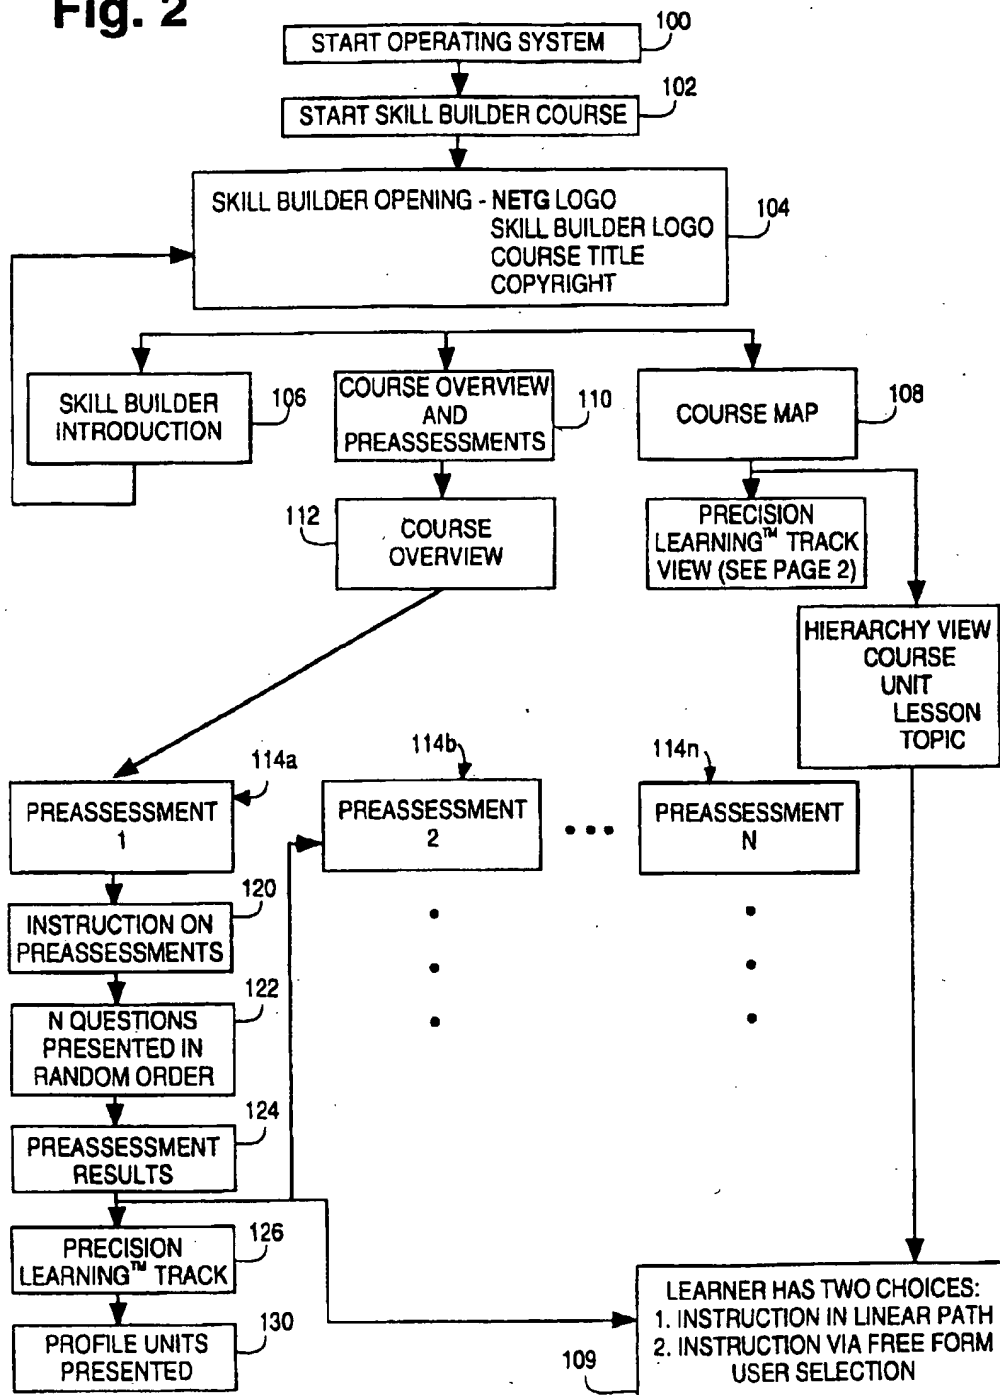 Fig. 2
START OPERATING SYSTEM
100
START SKILL BUILDER COURSE
102
SKILL BUILDER OPENING - NETG LOGO
SKILL BUILDER LOGO
COURSE TITLE
COPYRIGHT
104
SKILL BUILDER
INTRODUCTION
106
COURSE OVERVIEW
AND
PREASSESSMENTS
110
COURSE MAP
108
112
COURSE
OVERVIEW
PRECISION
LEARNING™ TRACK
VIEW (SEE PAGE 2)
HIERARCHY VIEW
COURSE
UNIT
LESSON
TOPIC
PREASSESSMENT
1
114a
114b
PREASSESSMENT
2
114n
PREASSESSMENT
N
120
INSTRUCTION ON
PREASSESSMENTS
122
N QUESTIONS
PRESENTED IN
RANDOM ORDER
124
PREASSESSMENT
RESULTS
126
PRECISION
LEARNING™ TRACK
130
PROFILE UNITS
PRESENTED
LEARNER HAS TWO CHOICES:
1. INSTRUCTION IN LINEAR PATH
2. INSTRUCTION VIA FREE FORM
USER SELECTION
109